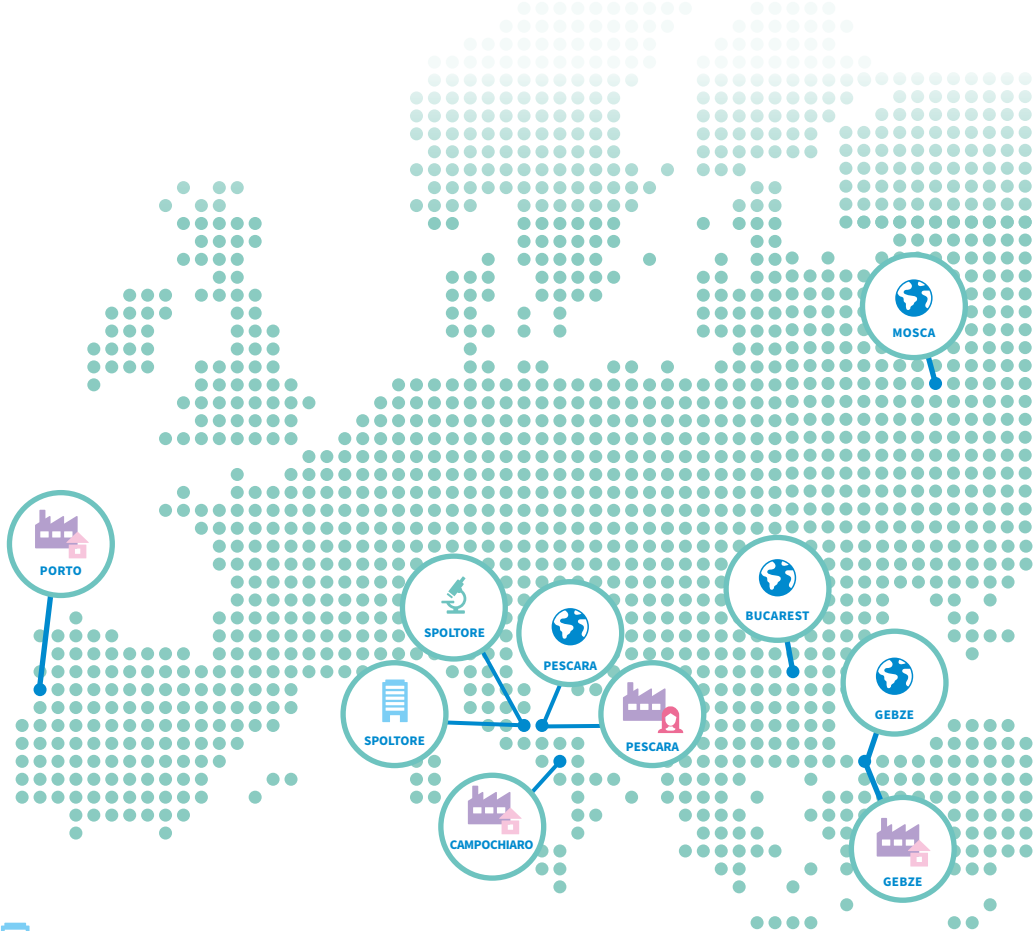 MOSCA
PORTO
BUCAREST
SPOLTORE
PESCARA
GEBZE
SPOLTORE
PESCARA
CAMPOCHIARO
GEBZE